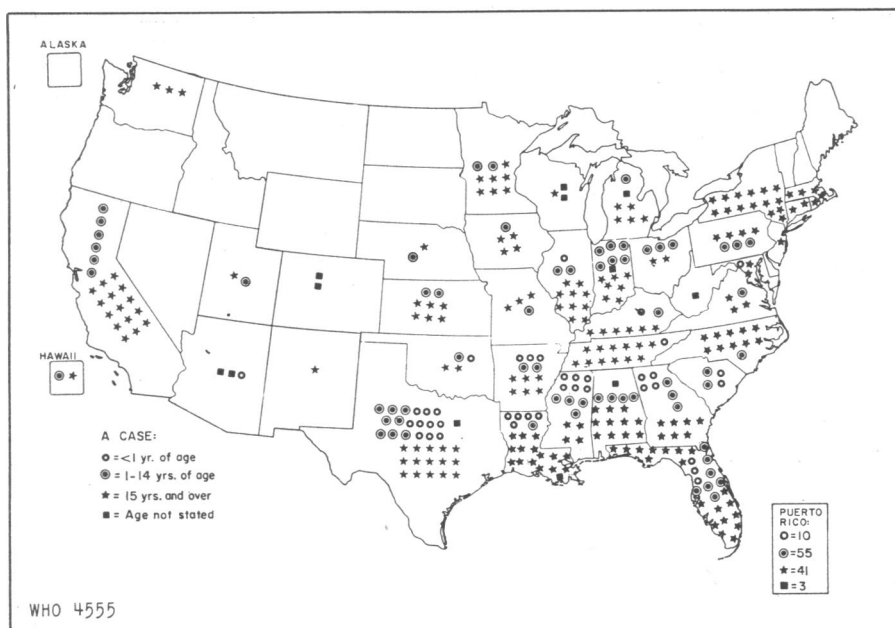 ALASKA
HAWAII
A CASE:
= <1 yr. of age
= 1-14 yrs. of age
= 15 yrs. and over
= Age not stated
PUERTO
RICO:
=10
=55
=41
=3
WHO 4555